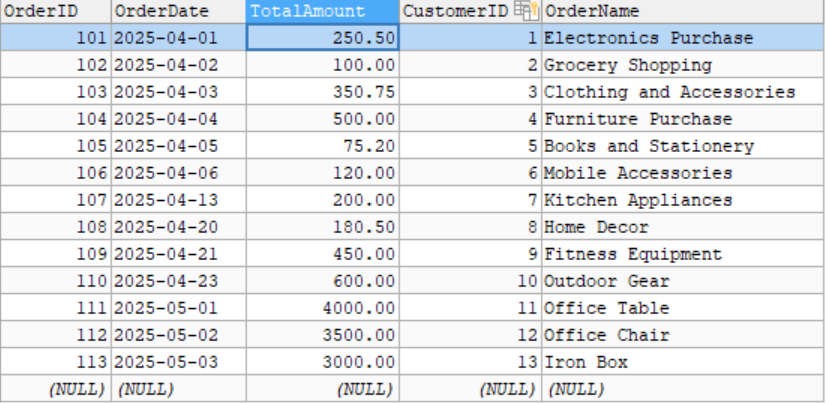 OrderID OrderDate TotalAmount CustomerID OrderName
101 2025-04-01 250.50 1 Electronics Purchase
102 2025-04-02 100.00 2 Grocery Shopping
103 2025-04-03 350.75 3 Clothing and Accessories
104 2025-04-04 500.00 4 Furniture Purchase
105 2025-04-05 75.20 5 Books and Stationery
106 2025-04-06 120.00 6 Mobile Accessories
107 2025-04-13 200.00 7 Kitchen Appliances
108 2025-04-20 180.50 8 Home Decor
109 2025-04-21 450.00 9 Fitness Equipment
110 2025-04-23 600.00 10 Outdoor Gear
111 2025-05-01 4000.00 11 Office Table
112 2025-05-02 3500.00 12 Office Chair
113 2025-05-03 3000.00 13 Iron Box
(NULL) (NULL) (NULL) (NULL) (NULL)